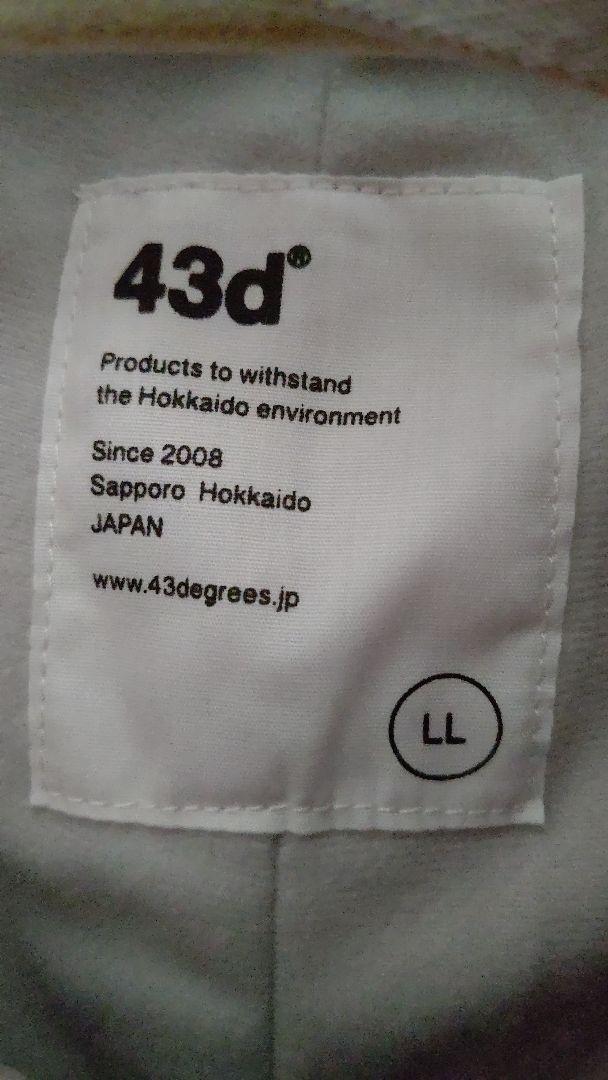 43d®
Products to withstand
the Hokkaido environment
Since 2008
Sapporo Hokkaido
JAPAN
www.43degrees.jp
LL